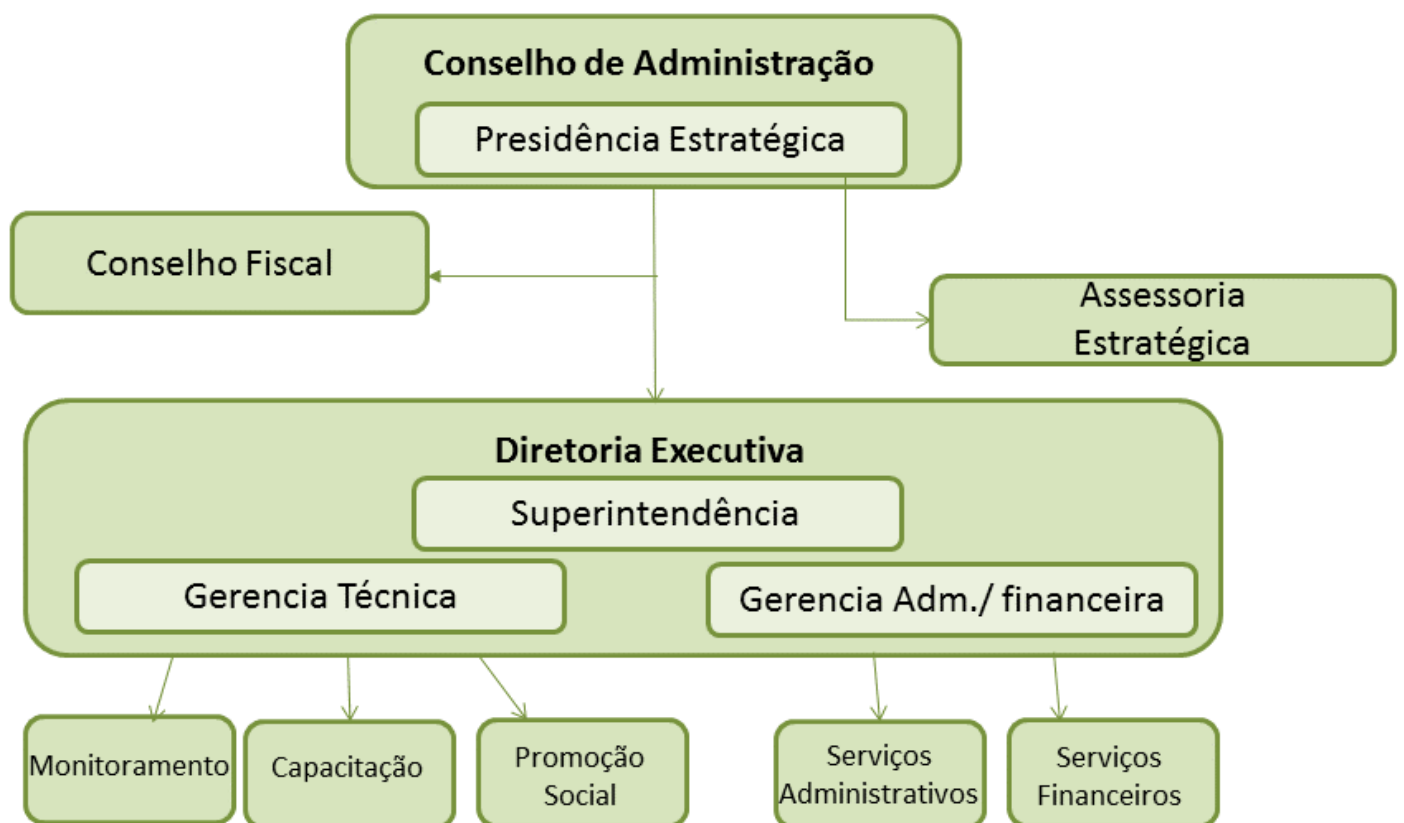 Conselho de Administração
Presidência Estratégica
Conselho Fiscal
Assessoria
Estratégica
Diretoria Executiva
Superintendência
Gerencia Técnica
Gerencia Adm./ financeira
Monitoramento
Capacitação
Promoção
Social
Serviços
Administrativos
Serviços
Financeiros